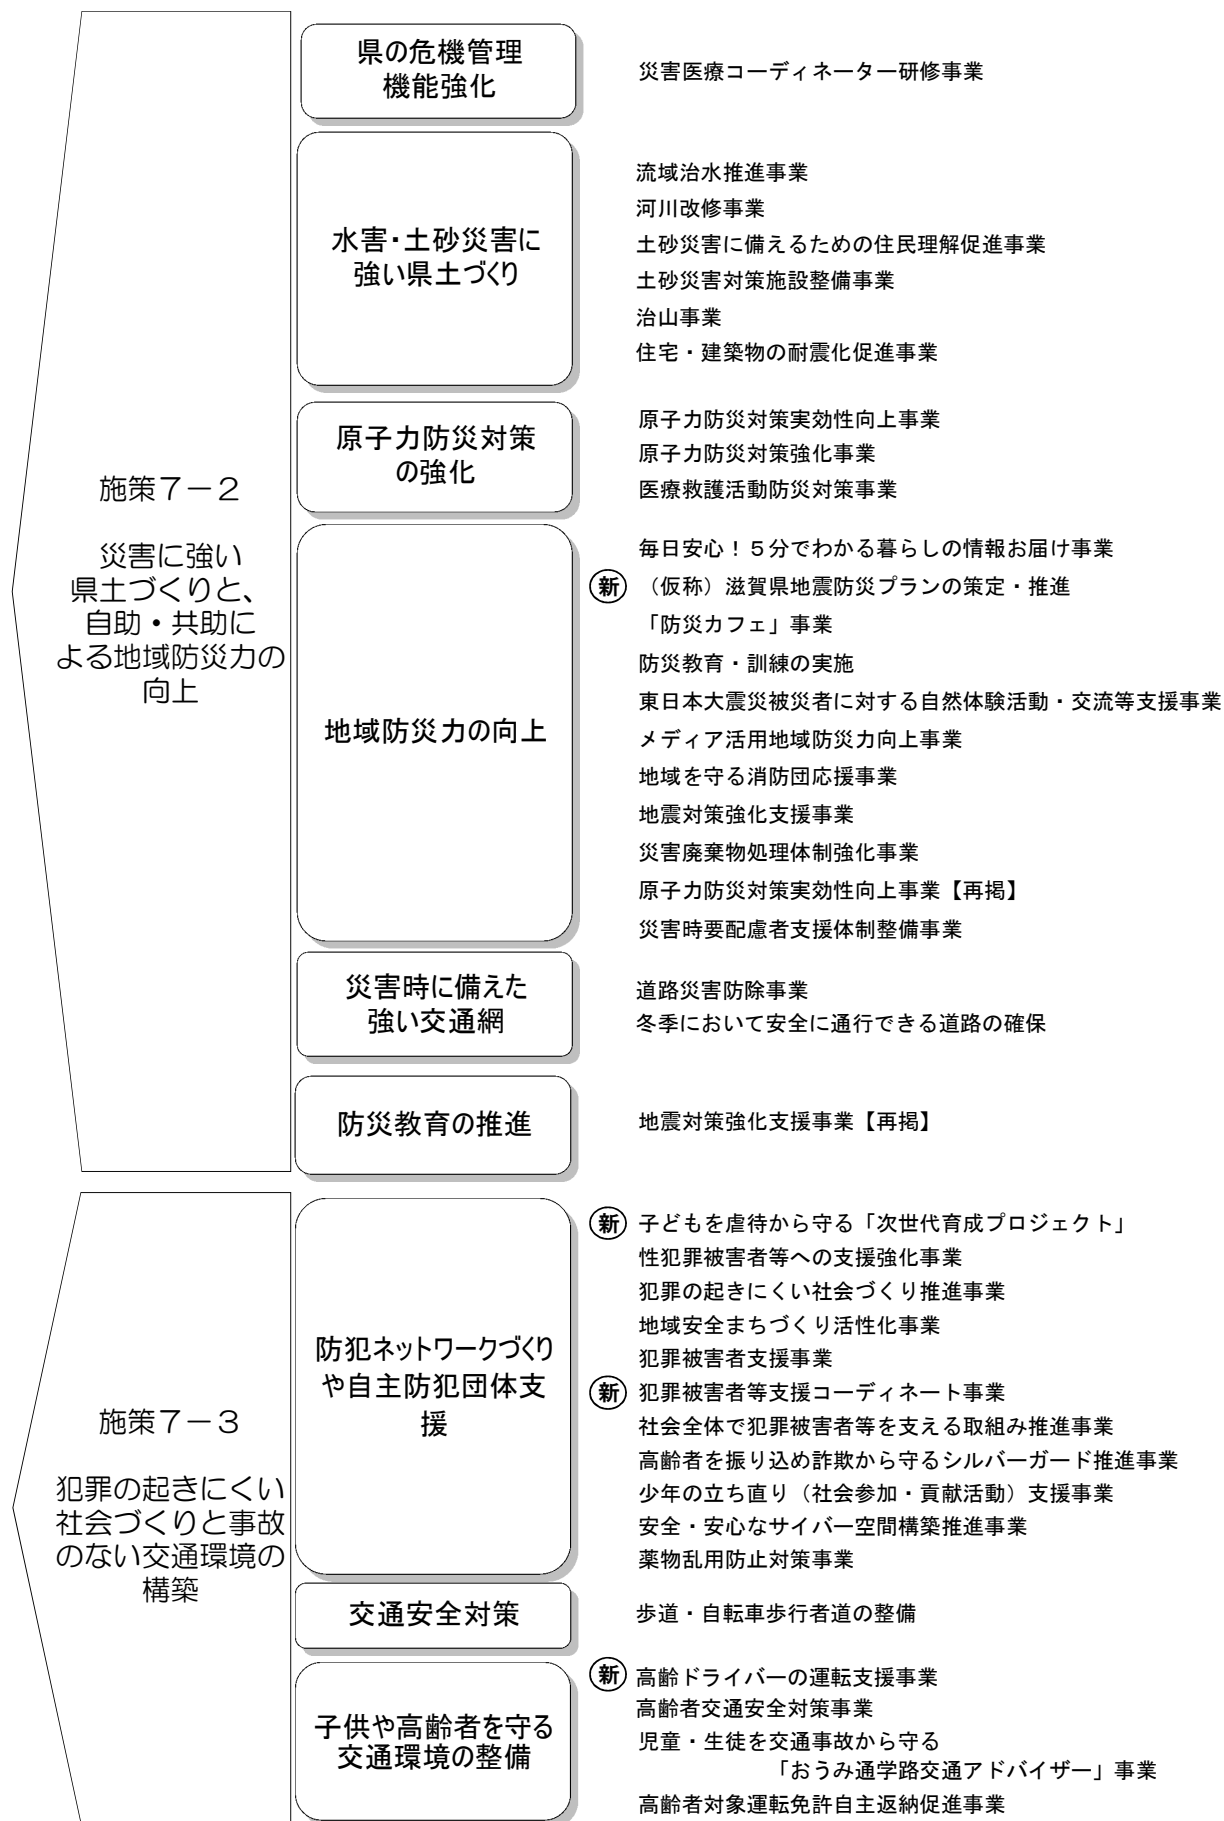 施策７－２
災害に強い
県土づくりと、
自助・共助に
よる地域防災力の
向上
県の危機管理
機能強化
災害医療コーディネーター研修事業
水害・土砂災害に
強い県土づくり
流域治水推進事業
河川改修事業
土砂災害に備えるための住民理解促進事業
土砂災害対策施設整備事業
治山事業
住宅・建築物の耐震化促進事業
原子力防災対策
の強化
原子力防災対策実効性向上事業
原子力防災対策強化事業
医療救護活動防災対策事業
地域防災力の向上
毎日安心！５分でわかる暮らしの情報お届け事業
新 （仮称）滋賀県地震防災プランの策定・推進
「防災カフェ」事業
防災教育・訓練の実施
東日本大震災被災者に対する自然体験活動・交流等支援事業
メディア活用地域防災力向上事業
地域を守る消防団応援事業
地震対策強化支援事業
災害廃棄物処理体制強化事業
原子力防災対策実効性向上事業【再掲】
災害時要配慮者支援体制整備事業
災害時に備えた
強い交通網
道路災害防除事業
冬季において安全に通行できる道路の確保
防災教育の推進
地震対策強化支援事業【再掲】
施策７－３
犯罪の起きにくい
社会づくりと事故
のない交通環境の
構築
防犯ネットワークづくり
や自主防犯団体支
援
新 子どもを虐待から守る「次世代育成プロジェクト」
性犯罪被害者等への支援強化事業
犯罪の起きにくい社会づくり推進事業
地域安全まちづくり活性化事業
犯罪被害者支援事業
新 犯罪被害者等支援コーディネート事業
社会全体で犯罪被害者等を支える取組み推進事業
高齢者を振り込め詐欺から守るシルバーガード推進事業
少年の立ち直り（社会参加・貢献活動）支援事業
安全・安心なサイバー空間構築推進事業
薬物乱用防止対策事業
交通安全対策
歩道・自転車歩行者道の整備
子供や高齢者を守る
交通環境の整備
新 高齢ドライバーの運転支援事業
高齢者交通安全対策事業
児童・生徒を交通事故から守る
「おうみ通学路交通アドバイザー」事業
高齢者対象運転免許自主返納促進事業